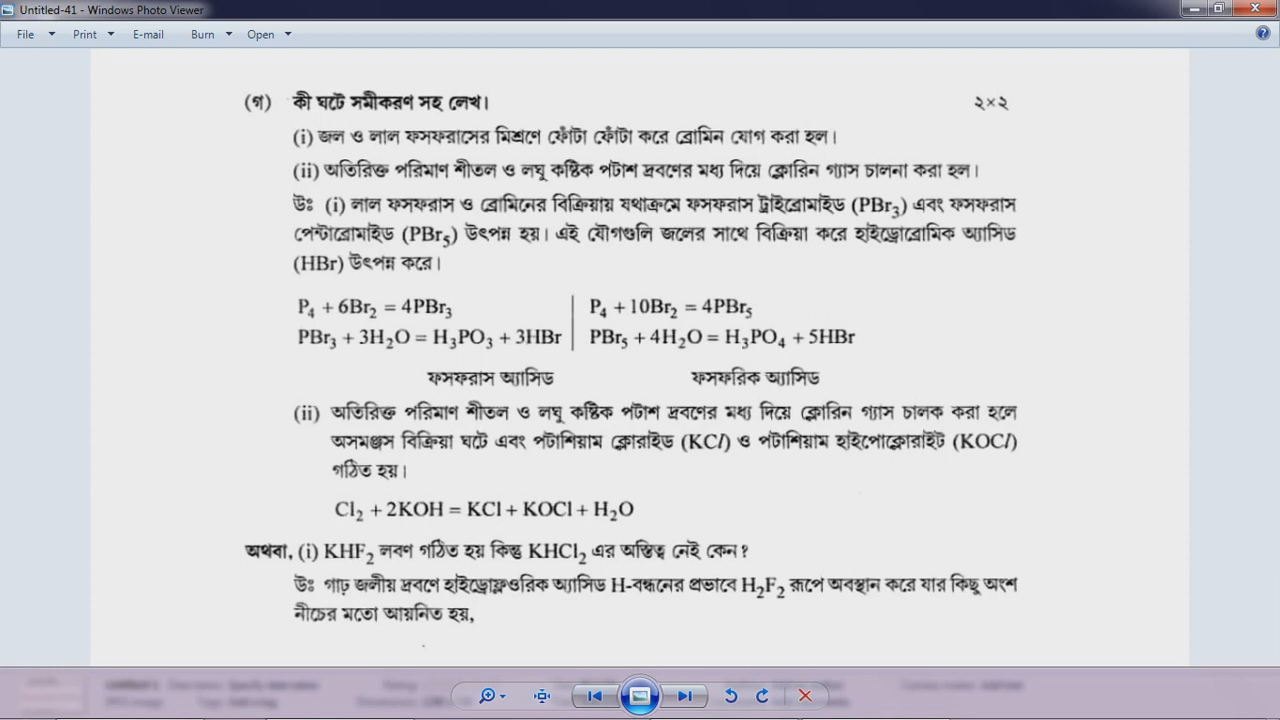 Untitled-41 - Windows Photo Viewer
File Print E-mail Burn Open
(গ) কী ঘটে সমীকরণ সহ লেখ। ২×২
(i) জল ও লাল ফসফরাসের মিশ্রণে ফোঁটা ফোঁটা করে ব্রোমিন যোগ করা হল।
(ii) অতিরিক্ত পরিমাণ শীতল ও লঘু কষ্টিক পটাশ দ্রবণের মধ্য দিয়ে ক্লোরিন গ্যাস চালনা করা হল।
উঃ (i) লাল ফসফরাস ও ব্রোমিনের বিক্রিয়ায় যথাক্রমে ফসফরাস ট্রাইব্রোমাইড (PBr₃) এবং ফসফরাস
পেন্টাব্রোমাইড (PBr₅) উৎপন্ন হয়। এই যৌগগুলি জলের সাথে বিক্রিয়া করে হাইড্রোব্রোমিক অ্যাসিড
(HBr) উৎপন্ন করে।
P₄ + 6Br₂ = 4PBr₃ P₄ + 10Br₂ = 4PBr₅
PBr₃ + 3H₂O = H₃PO₃ + 3HBr PBr₅ + 4H₂O = H₃PO₄ + 5HBr
ফসফরাস অ্যাসিড ফসফরিক অ্যাসিড
(ii) অতিরিক্ত পরিমাণ শীতল ও লঘু কষ্টিক পটাশ দ্রবণের মধ্য দিয়ে ক্লোরিন গ্যাস চালক করা হলে
অসমঞ্জস বিক্রিয়া ঘটে এবং পটাশিয়াম ক্লোরাইড (KCl) ও পটাশিয়াম হাইপোক্লোরাইট (KOCl)
গঠিত হয়।
Cl₂ + 2KOH = KCl + KOCl + H₂O
অথবা, (i) KHF₂ লবণ গঠিত হয় কিন্তু KHCl₂ এর অস্তিত্ব নেই কেন?
উঃ গাঢ় জলীয় দ্রবণে হাইড্রোফ্লওরিক অ্যাসিড H-বন্ধনের প্রভাবে H₂F₂ রূপে অবস্থান করে যার কিছু অংশ
নীচের মতো আয়নিত হয়,